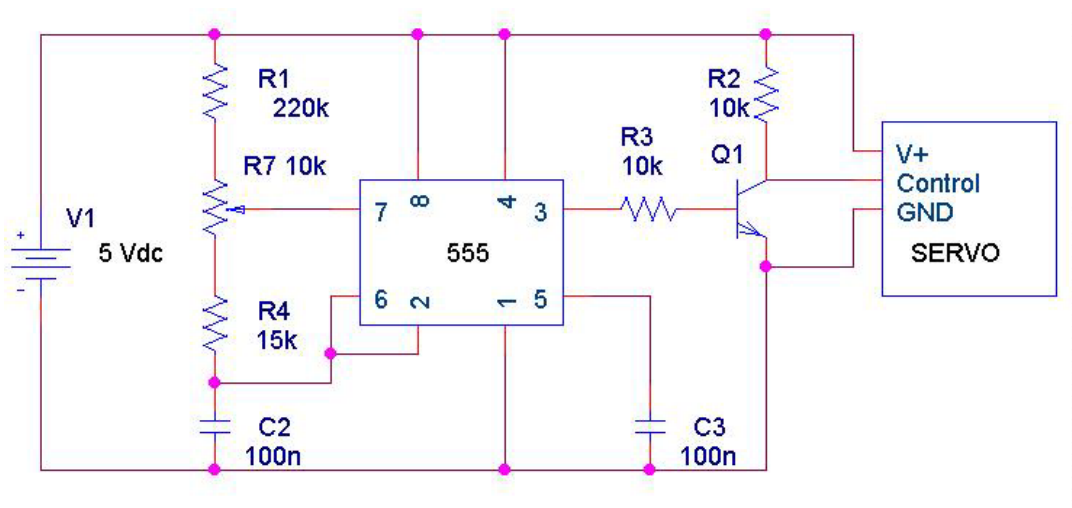 R1
220k
R2
10k
R3
10k
Q1
R7 10k
V1
+
5 Vdc
-
7
8
4
3
555
6
2
1
5
V+
Control
GND
SERVO
R4
15k
C2
100n
C3
100n